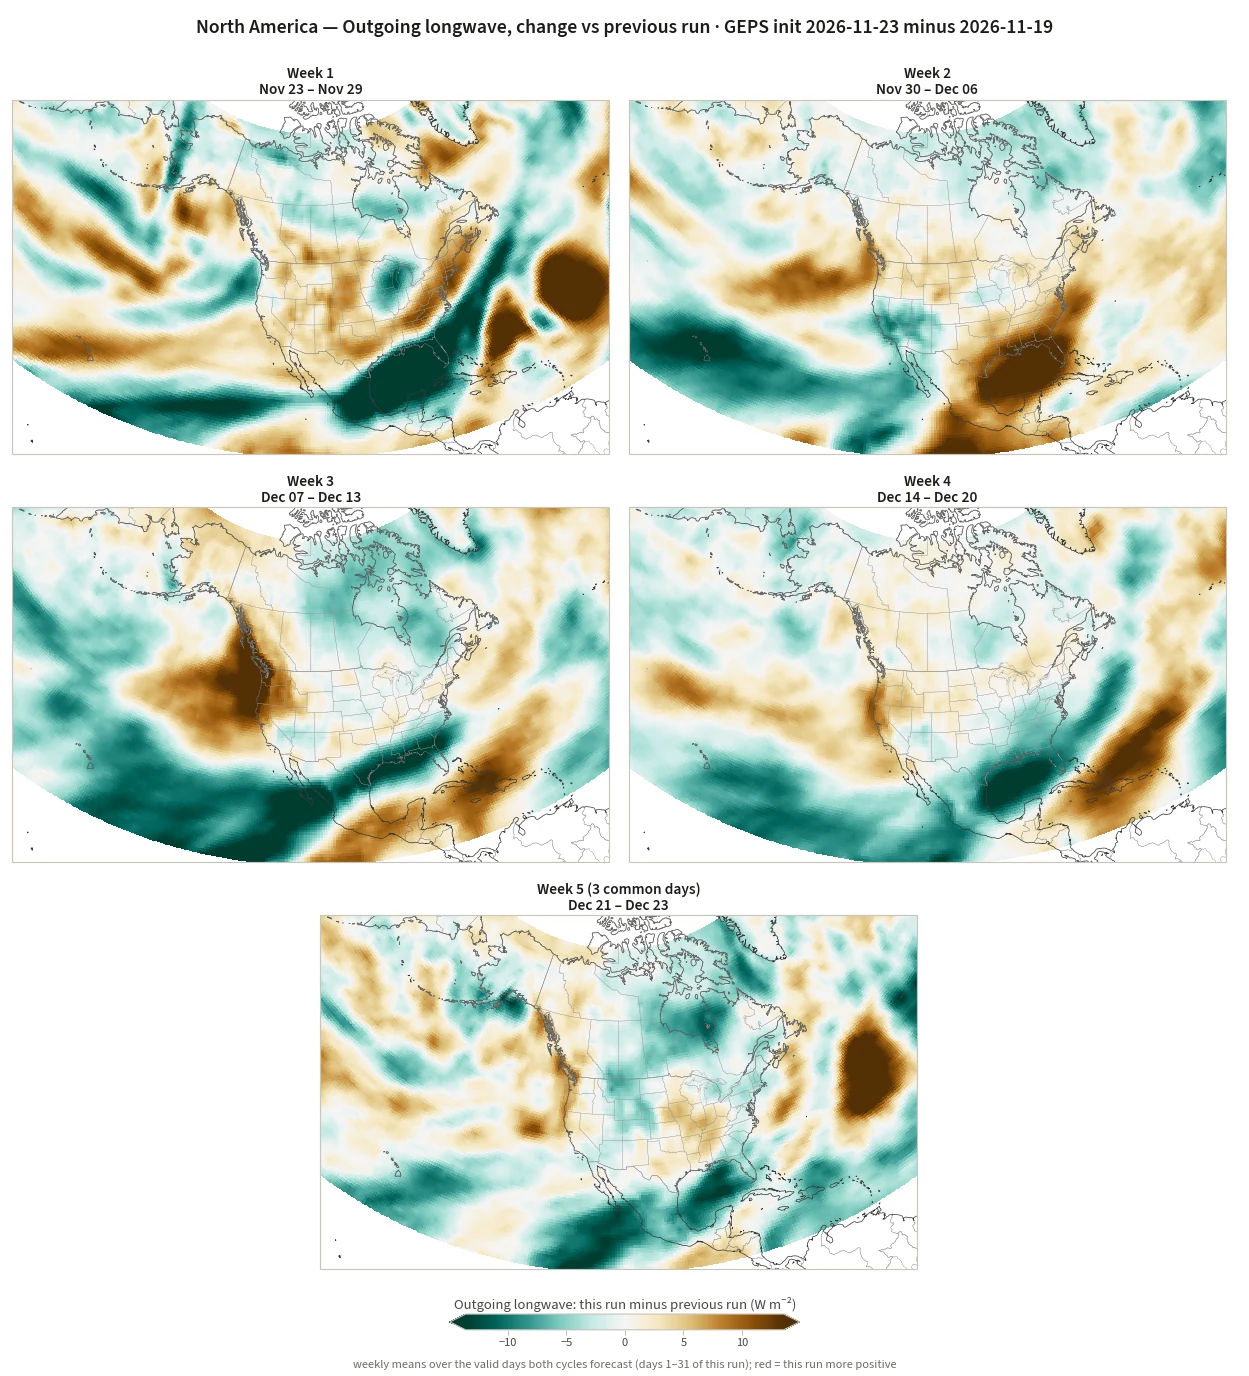 North America — Outgoing longwave, change vs previous run · GEPS init 2026-11-23 minus 2026-11-19
Week 1
Nov 23 – Nov 29
Week 2
Nov 30 – Dec 06
Week 3
Dec 07 – Dec 13
Week 4
Dec 14 – Dec 20
Week 5 (3 common days)
Dec 21 – Dec 23
Outgoing longwave: this run minus previous run (W m⁻²)
−10 −5 0 5 10
weekly means over the valid days both cycles forecast (days 1–31 of this run); red = this run more positive